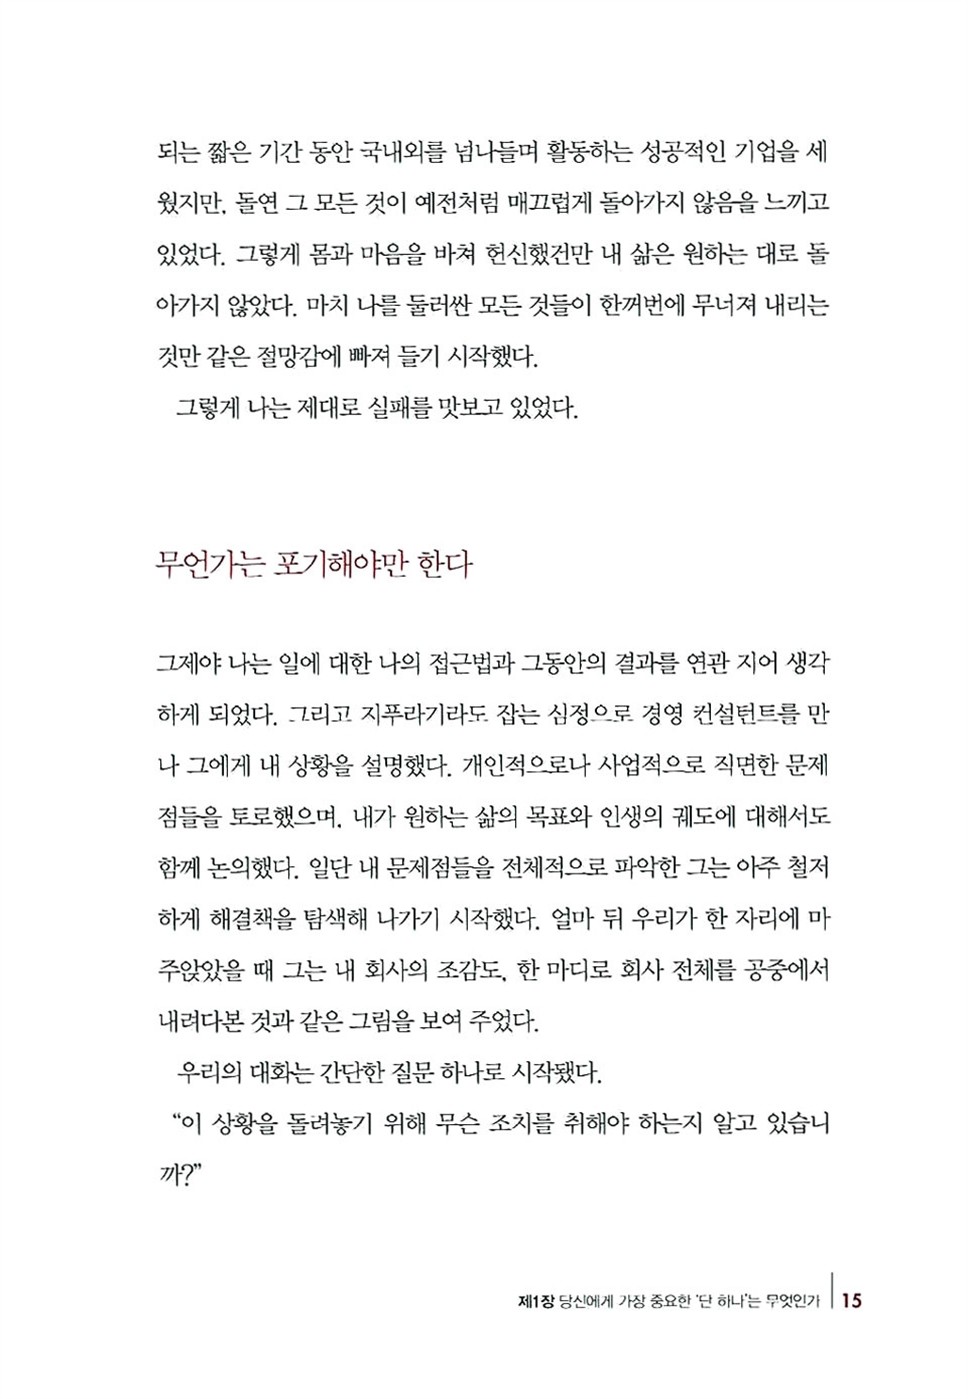 되는 짧은 기간 동안 국내외를 넘나들며 활동하는 성공적인 기업을 세
웠지만, 돌연 그 모든 것이 예전처럼 매끄럽게 돌아가지 않음을 느끼고
있었다. 그렇게 몸과 마음을 바쳐 헌신했건만 내 삶은 원하는 대로 돌
아가지 않았다. 마치 나를 둘러싼 모든 것들이 한꺼번에 무너져 내리는
것만 같은 절망감에 빠져 들기 시작했다.
그렇게 나는 제대로 실패를 맛보고 있었다.
무언가는 포기해야만 한다
그제야 나는 일에 대한 나의 접근법과 그동안의 결과를 연관 지어 생각
하게 되었다. 그리고 지푸라기라도 잡는 심정으로 경영 컨설턴트를 만
나 그에게 내 상황을 설명했다. 개인적으로나 사업적으로 직면한 문제
점들을 토로했으며, 내가 원하는 삶의 목표와 인생의 궤도에 대해서도
함께 논의했다. 일단 내 문제점들을 전체적으로 파악한 그는 아주 철저
하게 해결책을 탐색해 나가기 시작했다. 얼마 뒤 우리가 한 자리에 마
주앉았을 때 그는 내 회사의 조감도, 한 마디로 회사 전체를 공중에서
내려다본 것과 같은 그림을 보여 주었다.
우리의 대화는 간단한 질문 하나로 시작됐다.
“이 상황을 돌려놓기 위해 무슨 조치를 취해야 하는지 알고 있습니
까?”
제1장 당신에게 가장 중요한 '단 하나'는 무엇인가 15